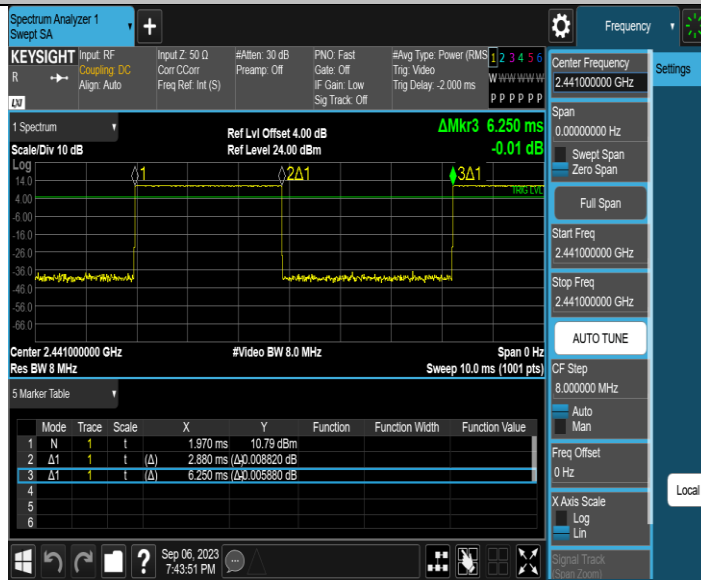 Spectrum Analyzer 1
Swept SA
+
Frequency
KEYSIGHT
R
LXI
Input: RF
Coupling: DC
Align: Auto
Input Z: 50 Ω
Corr CCorr
Freq Ref: Int (S)
#Atten: 30 dB
Preamp: Off
PNO: Fast
Gate: Off
IF Gain: Low
Sig Track: Off
#Avg Type: Power (RMS
Trig: Video
Trig Delay: -2.000 ms
1 2 3 4 5 6
W W W W W W
P P P P P P
1 Spectrum
Scale/Div 10 dB
Ref Lvl Offset 4.00 dB
Ref Level 24.00 dBm
ΔMkr3 6.250 ms
-0.01 dB
Log
14.0
4.00
-6.00
-16.0
-26.0
-36.0
-46.0
-56.0
-66.0
1
2Δ1
3Δ1
TRIG LVL
Center 2.441000000 GHz
Res BW 8 MHz
#Video BW 8.0 MHz
Span 0 Hz
Sweep 10.0 ms (1001 pts)
5 Marker Table
Mode Trace Scale X Y Function Function Width Function Value
1 N 1 t 1.970 ms 10.79 dBm
2 Δ1 1 t (Δ) 2.880 ms (Δ) -0.008820 dB
3 Δ1 1 t (Δ) 6.250 ms (Δ) -0.005880 dB
4
5
6
?
Sep 06, 2023
7:43:51 PM
Center Frequency
2.441000000 GHz
Span
0.00000000 Hz
Swept Span
Zero Span
Full Span
Start Freq
2.441000000 GHz
Stop Freq
2.441000000 GHz
AUTO TUNE
CF Step
8.000000 MHz
Auto
Man
Freq Offset
0 Hz
X Axis Scale
Log
Lin
Signal Track
(Span Zoom)
Settings
Local